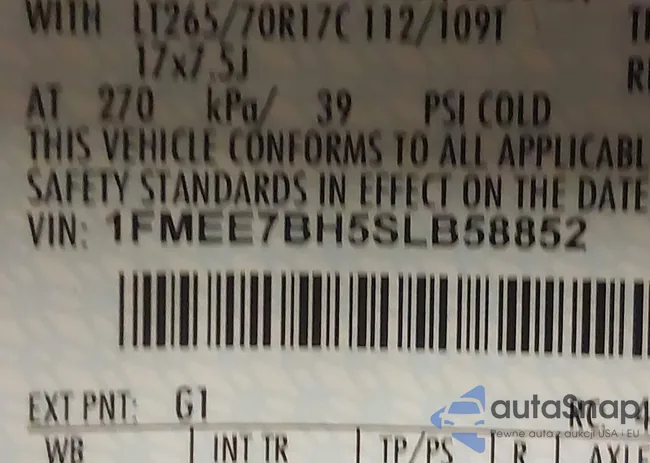 WITH LT265/70R17C 112/109T
17x7.5J
AT 270 kPa/ 39 PSI COLD
THIS VEHICLE CONFORMS TO ALL APPLICABL
SAFETY STANDARDS IN EFFECT ON THE DATE
VIN: 1FMEE7BH5SLB58852
EXT PNT: G1
autoSnap
Pewne auta z aukcji USA i EU
WB INT TR TP/PS R AXLE